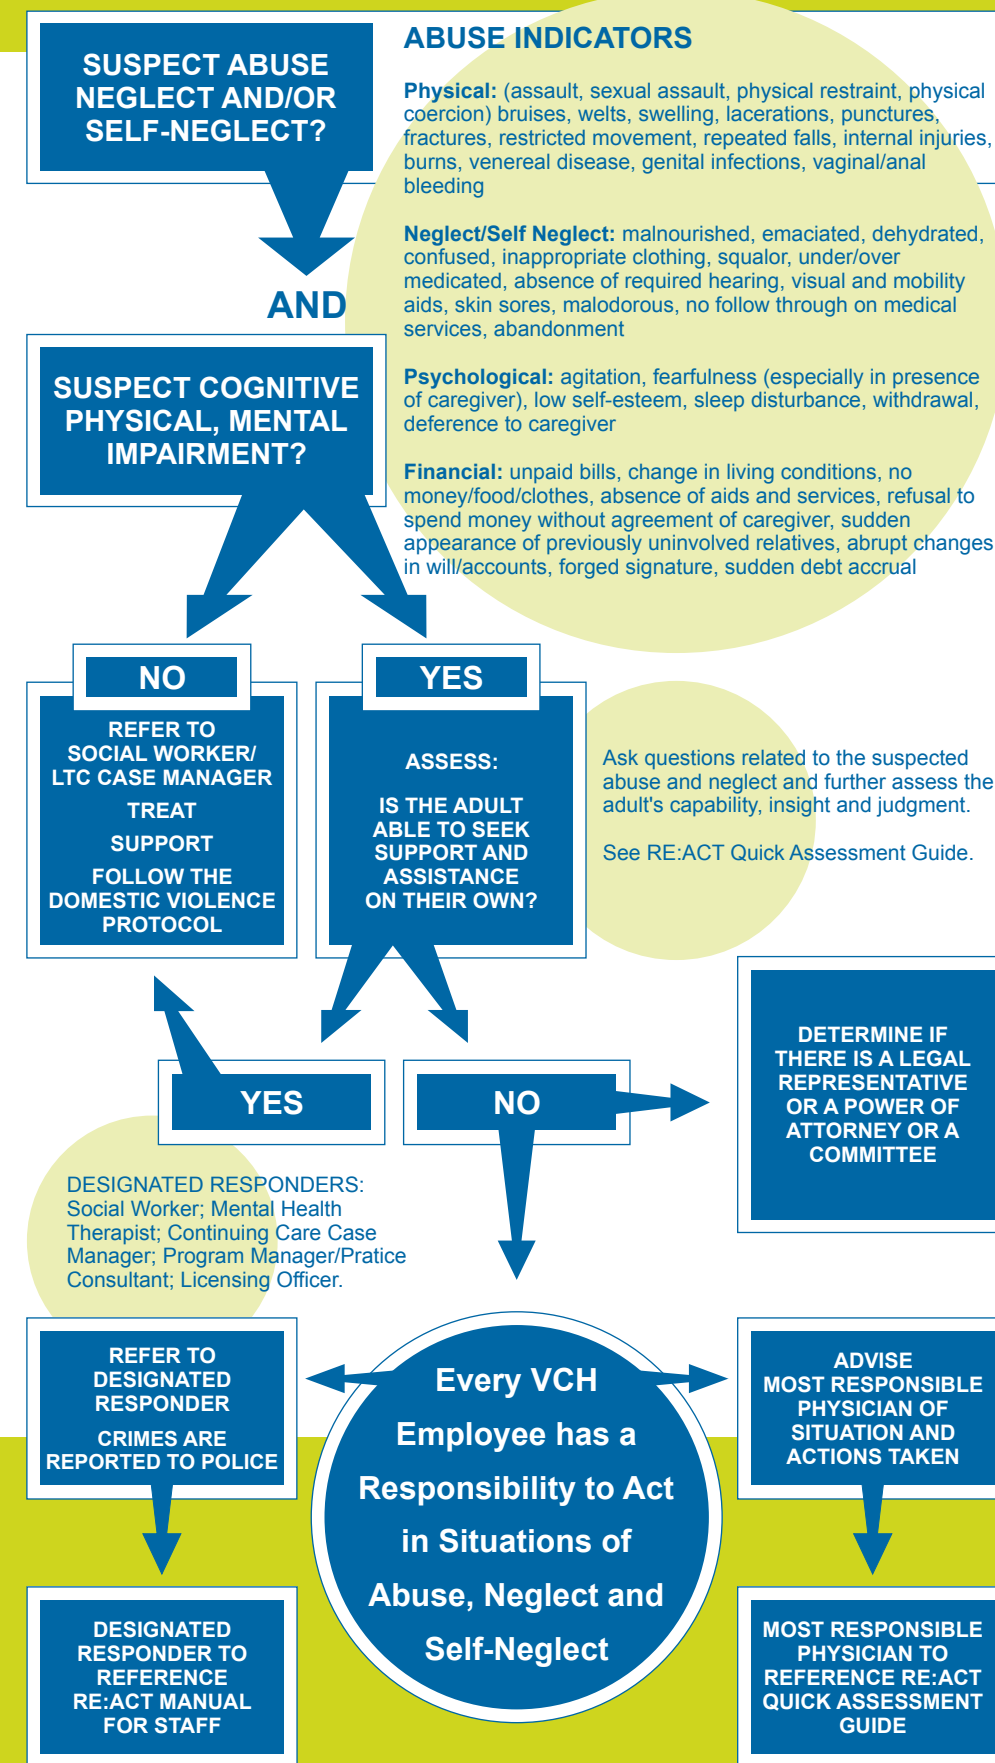 SUSPECT ABUSE
NEGLECT AND/OR
SELF-NEGLECT?
ABUSE INDICATORS
Physical: (assault, sexual assault, physical restraint, physical
coercion) bruises, welts, swelling, lacerations, punctures,
fractures, restricted movement, repeated falls, internal injuries,
burns, venereal disease, genital infections, vaginal/anal
bleeding
Neglect/Self Neglect: malnourished, emaciated, dehydrated,
confused, inappropriate clothing, squalor, under/over
medicated, absence of required hearing, visual and mobility
aids, skin sores, malodorous, no follow through on medical
services, abandonment
Psychological: agitation, fearfulness (especially in presence
of caregiver), low self-esteem, sleep disturbance, withdrawal,
deference to caregiver
Financial: unpaid bills, change in living conditions, no
money/food/clothes, absence of aids and services, refusal to
spend money without agreement of caregiver, sudden
appearance of previously uninvolved relatives, abrupt changes
in will/accounts, forged signature, sudden debt accrual
AND
SUSPECT COGNITIVE
PHYSICAL, MENTAL
IMPAIRMENT?
NO
REFER TO
SOCIAL WORKER/
LTC CASE MANAGER
TREAT
SUPPORT
FOLLOW THE
DOMESTIC VIOLENCE
PROTOCOL
YES
ASSESS:
IS THE ADULT
ABLE TO SEEK
SUPPORT AND
ASSISTANCE
ON THEIR OWN?
Ask questions related to the suspected
abuse and neglect and further assess the
adult's capability, insight and judgment.
See RE:ACT Quick Assessment Guide.
YES
NO
DETERMINE IF
THERE IS A LEGAL
REPRESENTATIVE
OR A POWER OF
ATTORNEY OR A
COMMITTEE
DESIGNATED RESPONDERS:
Social Worker; Mental Health
Therapist; Continuing Care Case
Manager; Program Manager/Pratice
Consultant; Licensing Officer.
REFER TO
DESIGNATED
RESPONDER
CRIMES ARE
REPORTED TO POLICE
Every VCH
Employee has a
Responsibility to Act
in Situations of
Abuse, Neglect and
Self-Neglect
ADVISE
MOST RESPONSIBLE
PHYSICIAN OF
SITUATION AND
ACTIONS TAKEN
DESIGNATED
RESPONDER TO
REFERENCE
RE:ACT MANUAL
FOR STAFF
MOST RESPONSIBLE
PHYSICIAN TO
REFERENCE RE:ACT
QUICK ASSESSMENT
GUIDE